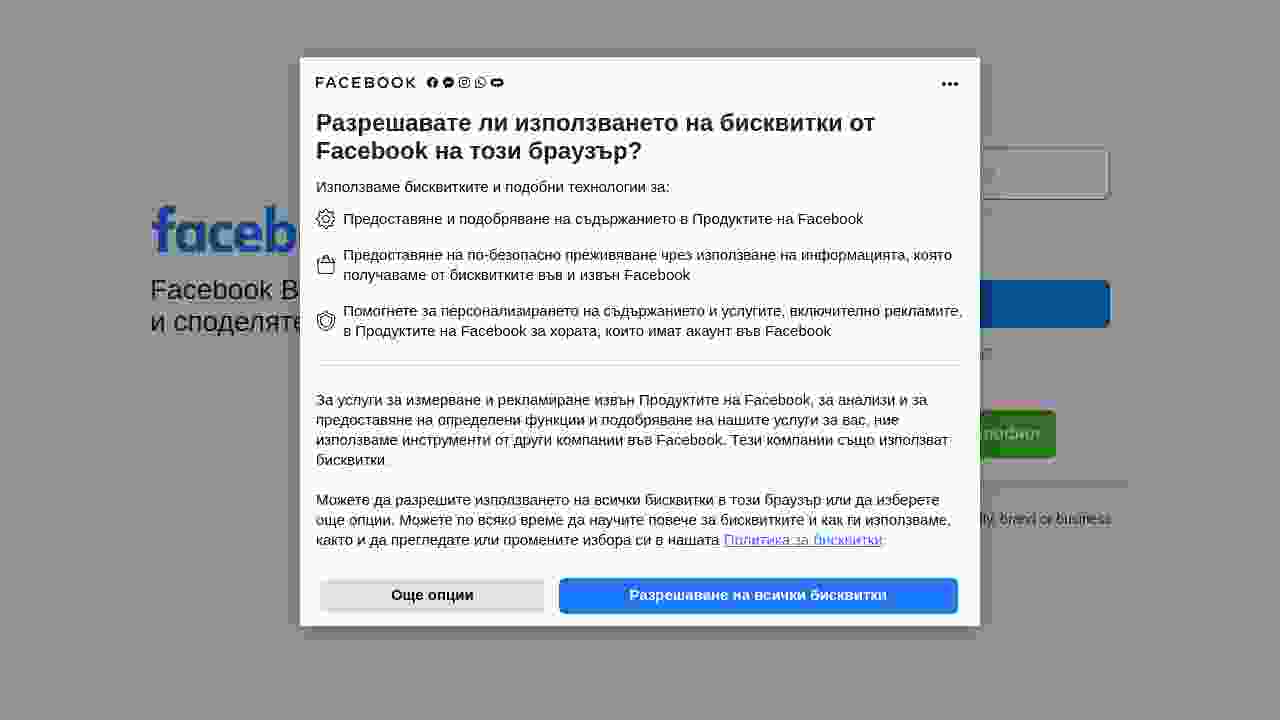 FACEBOOK
Разрешавате ли използването на бисквитки от
Facebook на този браузър?
Използваме бисквитките и подобни технологии за:
Предоставяне и подобряване на съдържанието в Продуктите на Facebook
Предоставяне на по-безопасно преживяване чрез използване на информацията, която
получаваме от бисквитките във и извън Facebook
Помогнете за персонализирането на съдържанието и услугите, включително рекламите,
в Продуктите на Facebook за хората, които имат акаунт във Facebook
За услуги за измерване и рекламиране извън Продуктите на Facebook, за анализи и за
предоставяне на определени функции и подобряване на нашите услуги за вас, ние
използваме инструменти от други компании във Facebook. Тези компании също използват
бисквитки.
Можете да разрешите използването на всички бисквитки в този браузър или да изберете
още опции. Можете по всяко време да научите повече за бисквитките и как ги използваме,
както и да прегледате или промените избора си в нашата Политика за бисквитки.
Още опции
Разрешаване на всички бисквитки
faceb
Facebook В
и споделяте
brand or business